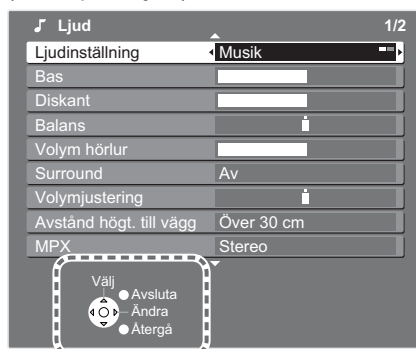 Ljud 1/2
Ljudinställning Musik
Bas
Diskant
Balans
Volym hörlur
Surround Av
Volymjustering
Avstånd högt. till vägg Över 30 cm
MPX Stereo
Välj
Avsluta
Ändra
Återgå